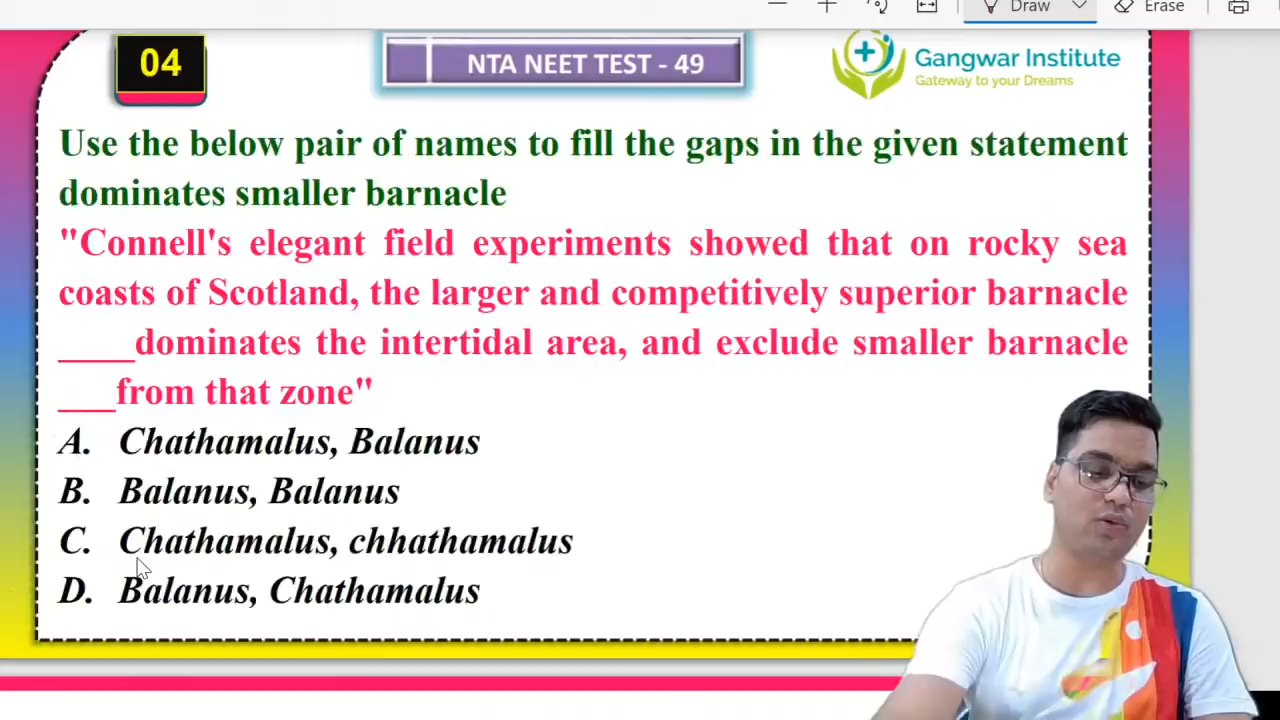 Draw
Erase
04
NTA NEET TEST - 49
Gangwar Institute
Gateway to your Dreams
Use the below pair of names to fill the gaps in the given statement
dominates smaller barnacle
"Connell's elegant field experiments showed that on rocky sea
coasts of Scotland, the larger and competitively superior barnacle
____dominates the intertidal area, and exclude smaller barnacle
___from that zone"
A. Chathamalus, Balanus
B. Balanus, Balanus
C. Chathamalus, chhathamalus
D. Balanus, Chathamalus